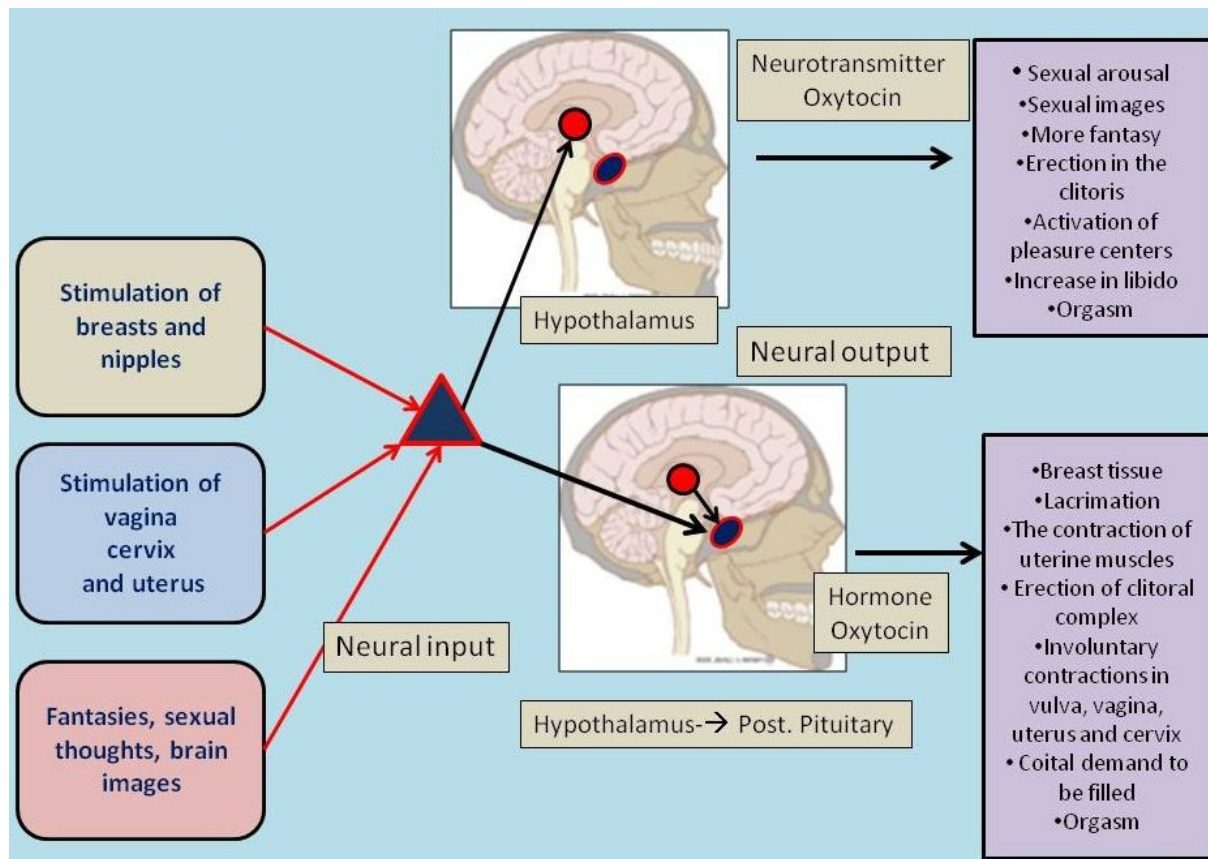 Neurotransmitter
Oxytocin
• Sexual arousal
•Sexual images
•More fantasy
•Erection in the
clitoris
•Activation of
pleasure centers
•Increase in libido
•Orgasm
Hypothalamus
Neural output
Stimulation of
breasts and
nipples
Stimulation of
vagina
cervix
and uterus
Fantasies, sexual
thoughts, brain
images
Neural input
Hormone
Oxytocin
Hypothalamus-→ Post. Pituitary
•Breast tissue
•Lacrimation
•The contraction of
uterine muscles
• Erection of clitoral
complex
•Involuntary
contractions in
vulva, vagina,
uterus and cervix
• Coital demand to
be filled
•Orgasm